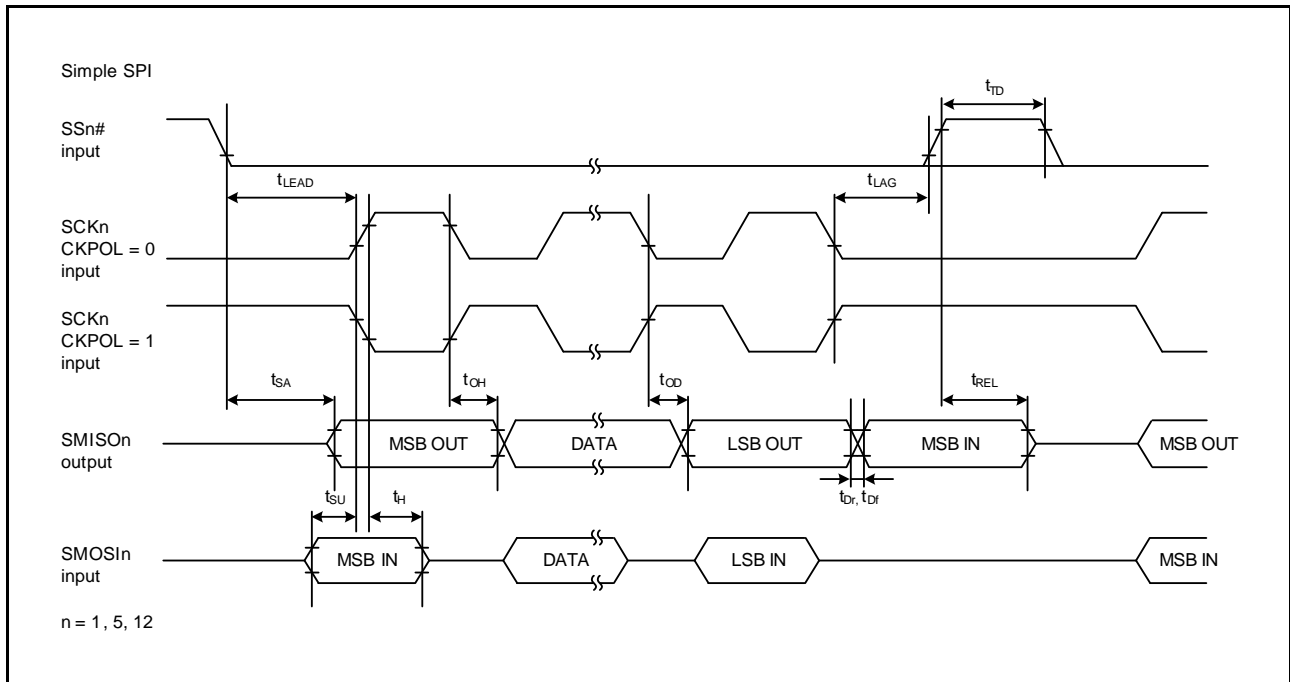 Simple SPI
tTD
SSn#
input
tLEAD
tLAG
SCKn
CKPOL = 0
input
SCKn
CKPOL = 1
input
tSA
tOH
tOD
tREL
SMISOn
output
MSB OUT
DATA
LSB OUT
MSB IN
MSB OUT
tSU
tH
tDr, tDf
SMOSIn
input
MSB IN
DATA
LSB IN
MSB IN
n = 1, 5, 12